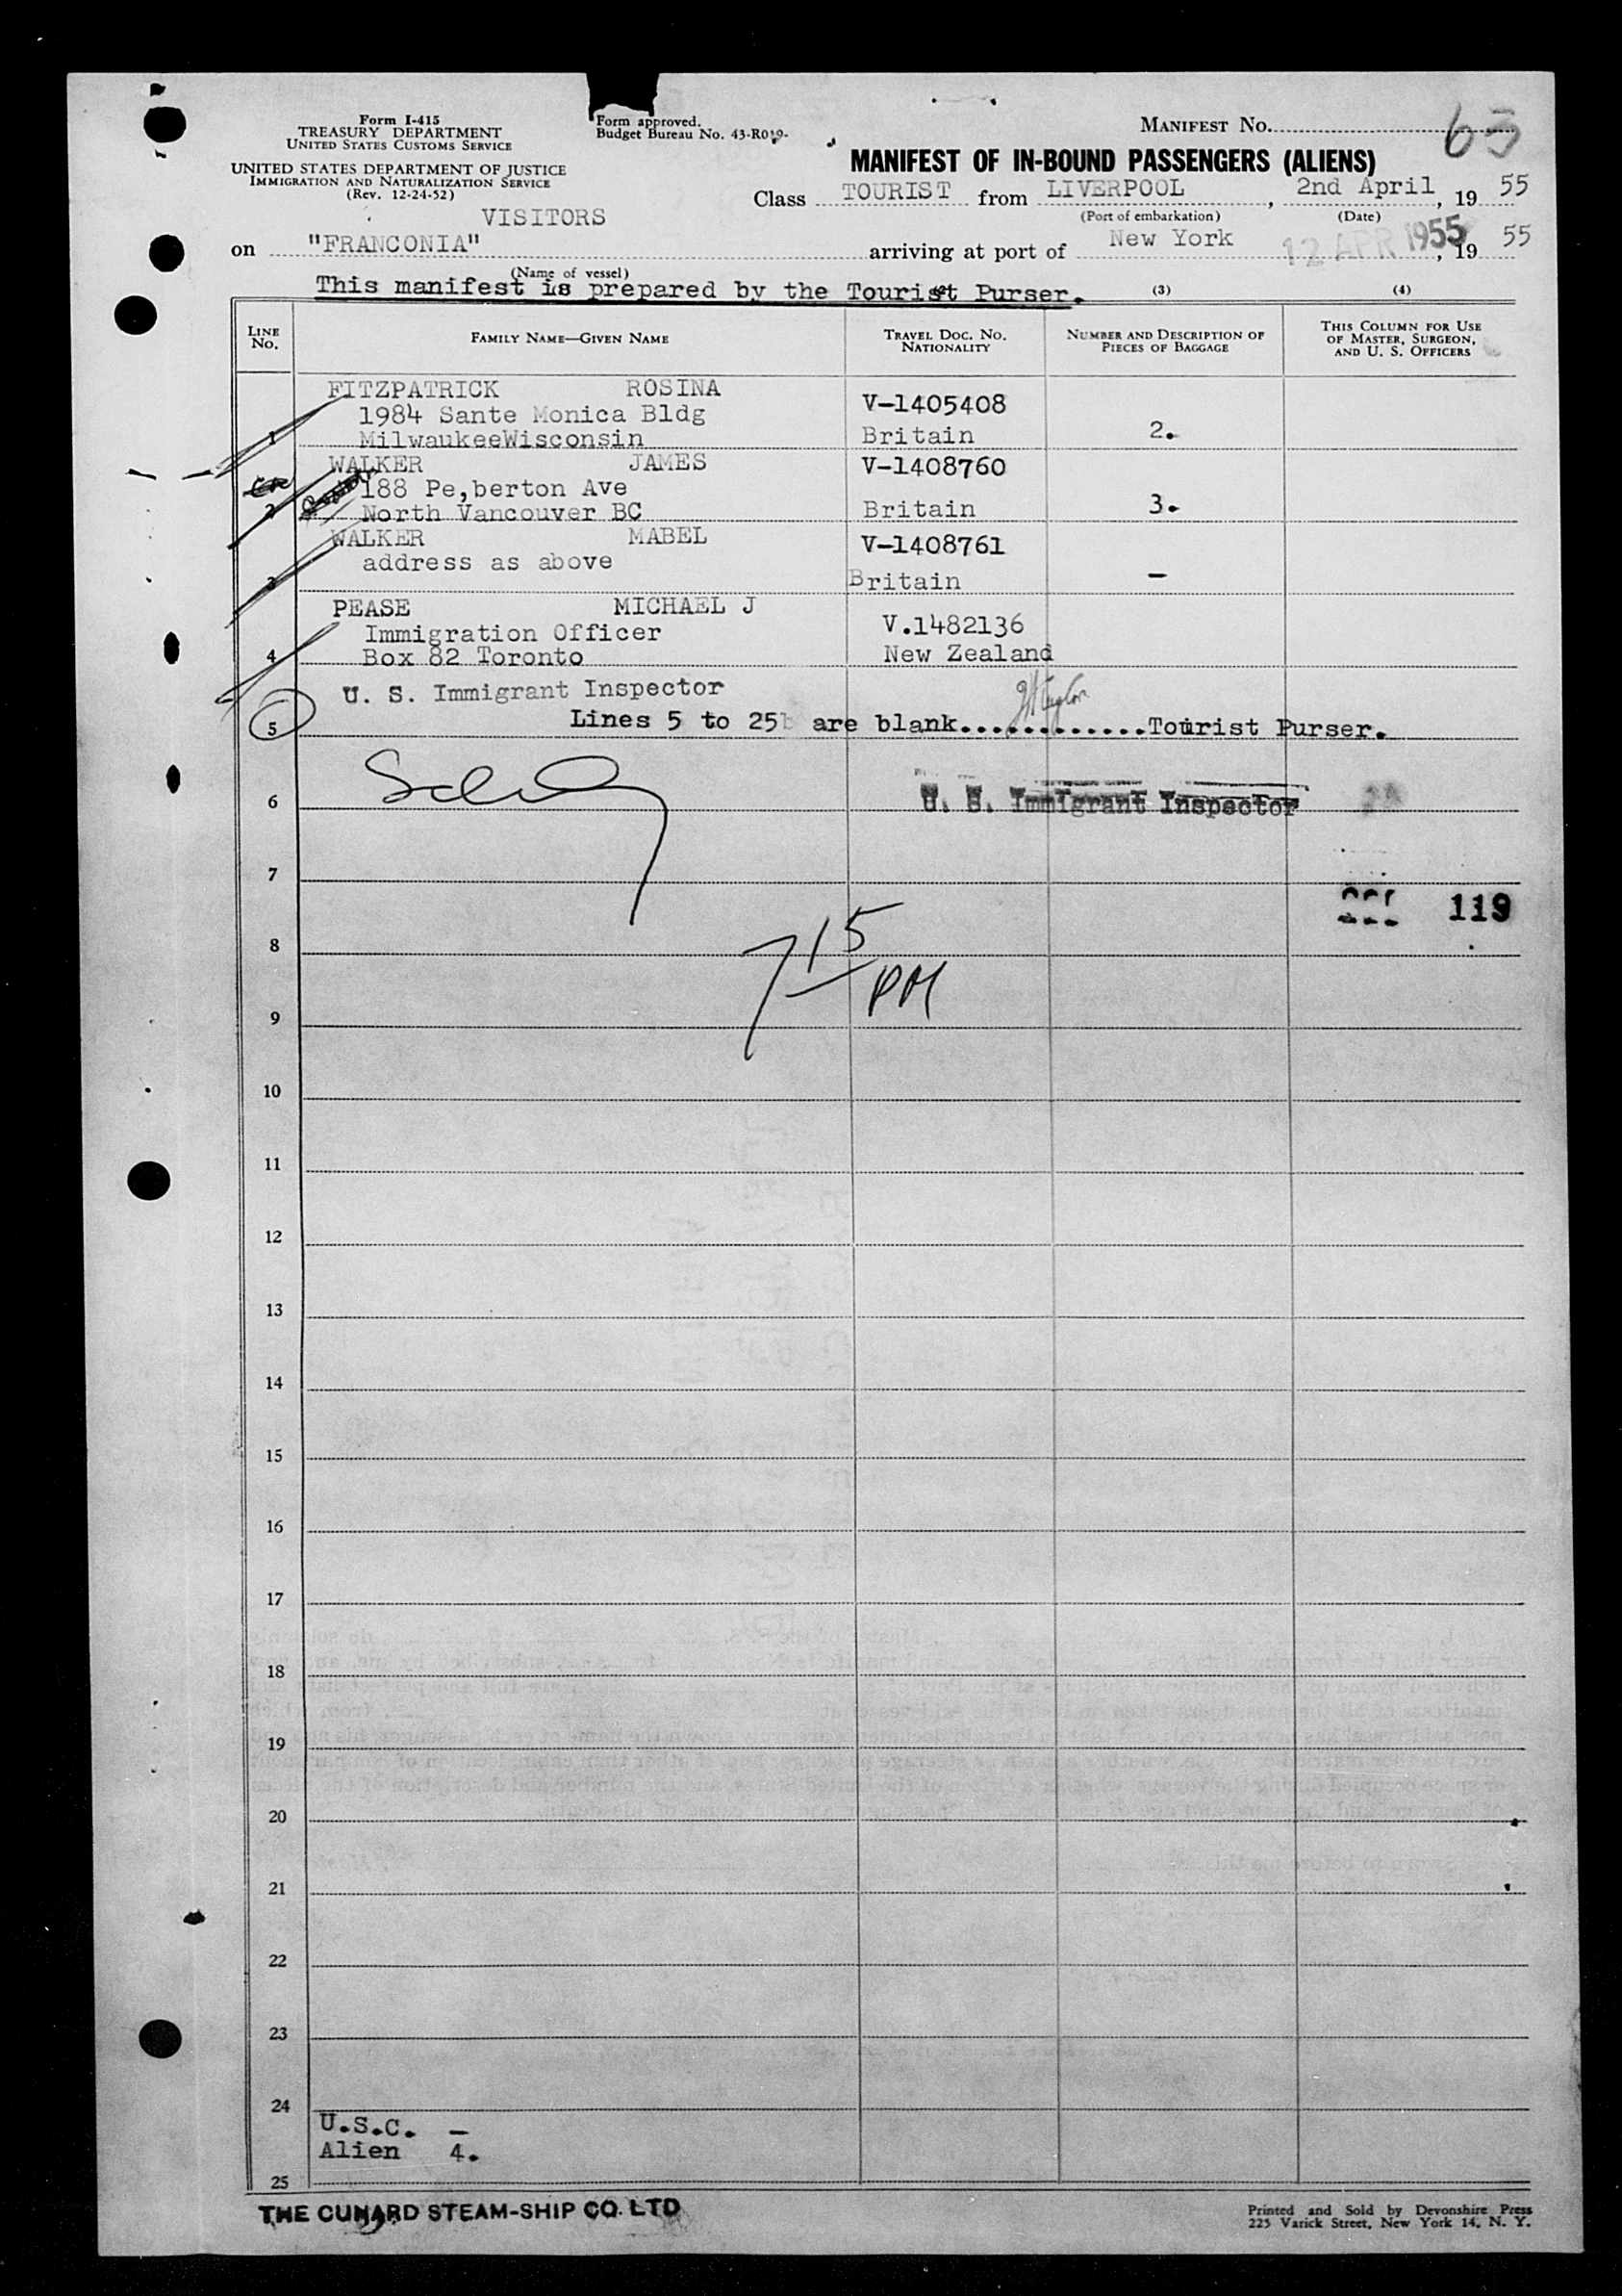 Form I-415
TREASURY DEPARTMENT
UNITED STATES CUSTOMS SERVICE
UNITED STATES DEPARTMENT OF JUSTICE
IMMIGRATION AND NATURALIZATION SERVICE
(Rev. 12-24-52)
Form approved.
Budget Bureau No. 43-R019-
MANIFEST No. 63
MANIFEST OF IN-BOUND PASSENGERS (ALIENS)
Class TOURIST from LIVERPOOL, 2nd April, 19 55
(Port of embarkation) (Date)
VISITORS
on "FRANCONIA" arriving at port of New York 12 APR 1955, 19 55
(Name of vessel)
This manifest is prepared by the Tourist Purser. (3) (4)
LINE No. FAMILY NAME—GIVEN NAME TRAVEL DOC. No. NATIONALITY NUMBER AND DESCRIPTION OF PIECES OF BAGGAGE THIS COLUMN FOR USE OF MASTER, SURGEON, AND U. S. OFFICERS
FITZPATRICK ROSINA
1984 Sante Monica Bldg V-1405408
1 MilwaukeeWisconsin Britain 2.
WALKER JAMES V-1408760
188 Pe,berton Ave
2 North Vancouver BC Britain 3.
WALKER MABEL V-1408761
address as above
3 Britain —
PEASE MICHAEL J
Immigration Officer V.1482136
4 Box 82 Toronto New Zealand
U. S. Immigrant Inspector
5 Lines 5 to 25 are blank.............Tourist Purser.
6 U. S. Immigrant Inspector
7
119
8
7 15 PM
9
10
11
12
13
14
15
16
17
18
19
20
21
22
23
24
U.S.C. —
Alien 4.
25
THE CUNARD STEAM-SHIP CO. LTD
Printed and Sold by Devonshire Press
225 Varick Street, New York 14, N. Y.